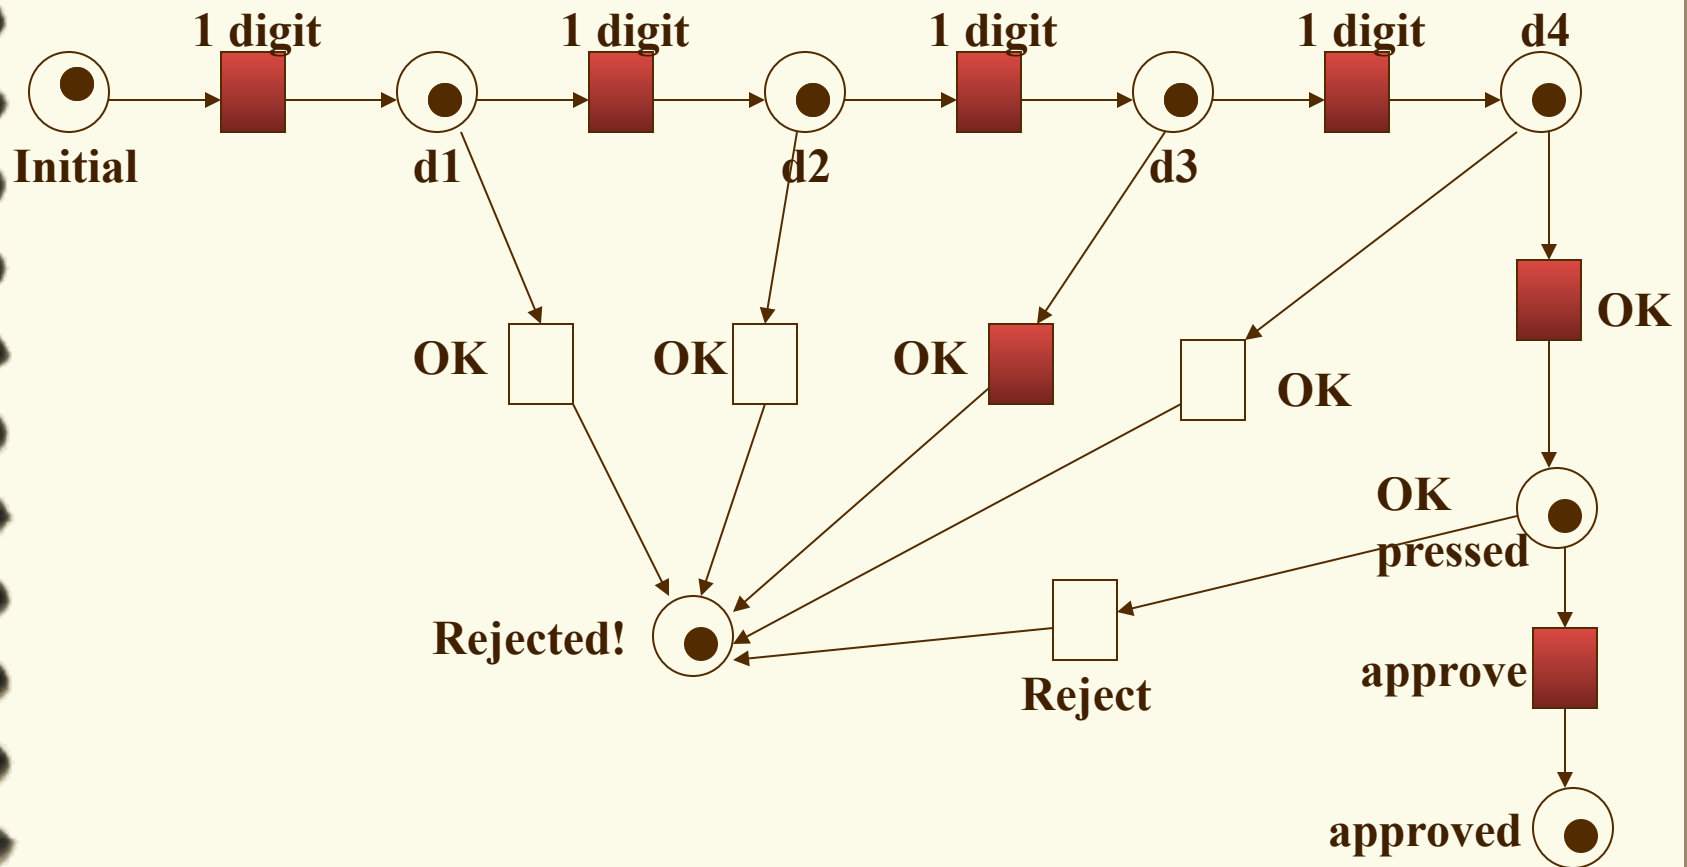 1 digit
1 digit
1 digit
1 digit
d4
Initial
d1
d2
d3
OK
OK
OK
OK
OK
OK
pressed
Rejected!
Reject
approve
approved